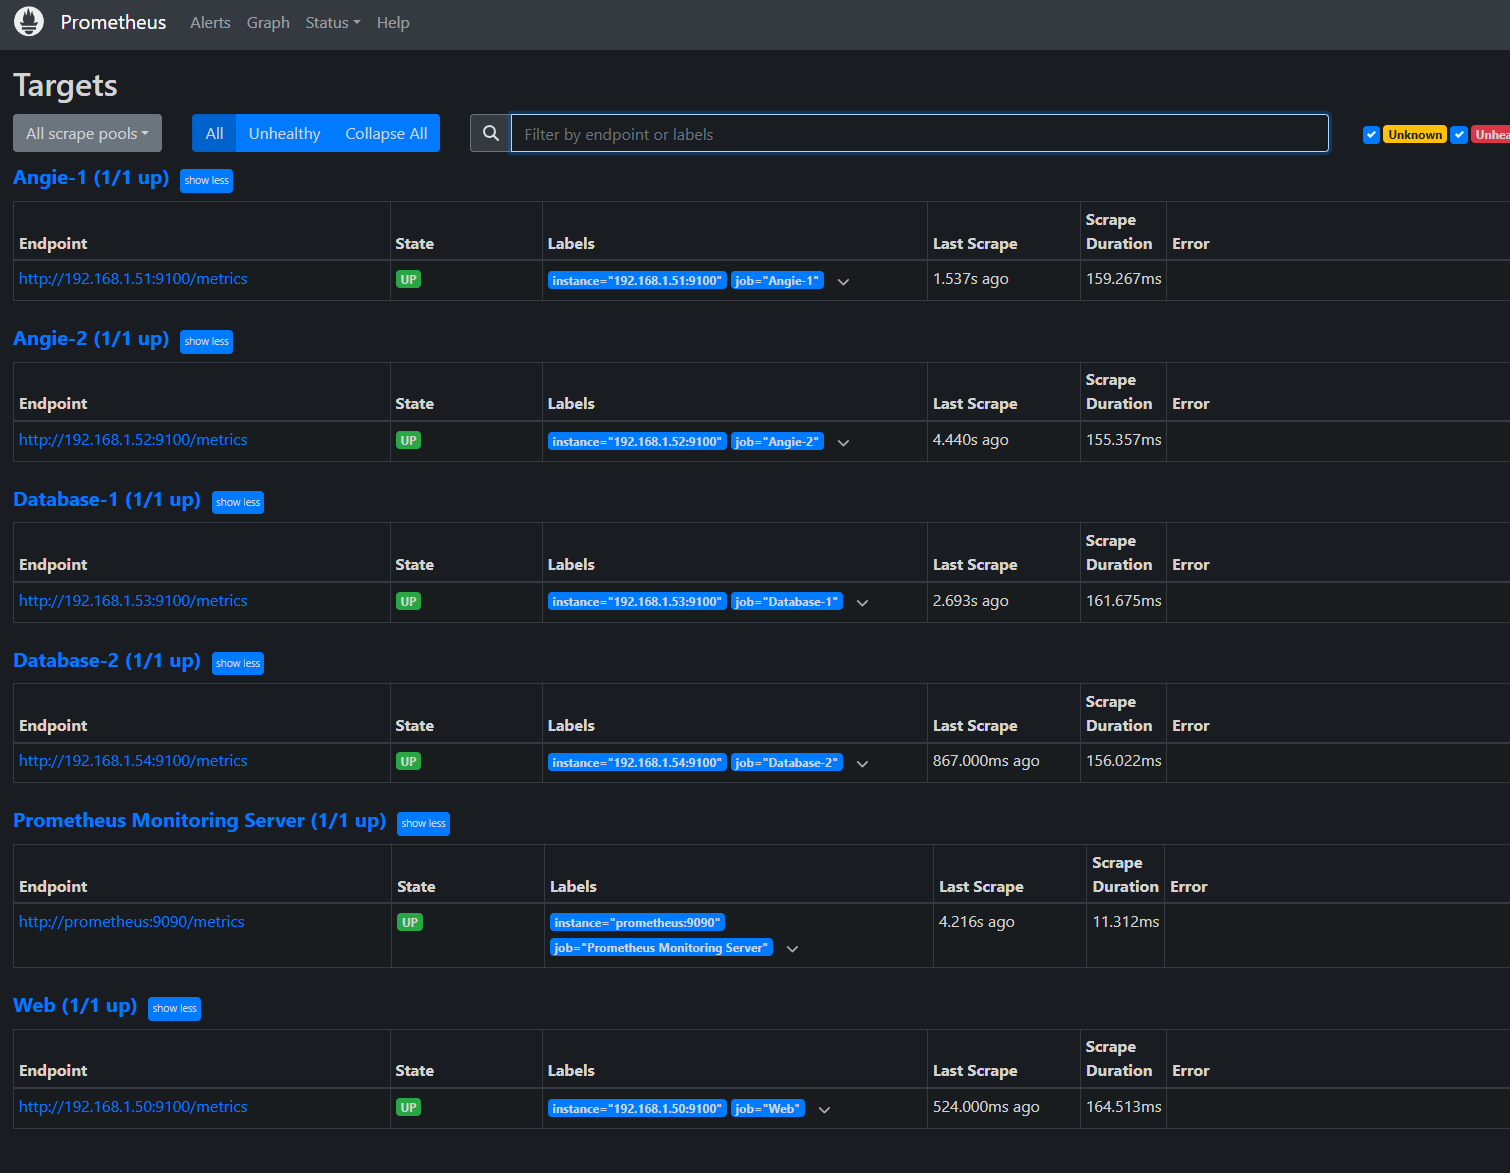 Prometheus Alerts Graph Status Help
Targets
All scrape pools All Unhealthy Collapse All Filter by endpoint or labels Unknown
Angie-1 (1/1 up) show less
Endpoint State Labels Last Scrape Scrape Duration Error
http://192.168.1.51:9100/metrics UP instance="192.168.1.51:9100" job="Angie-1" 1.537s ago 159.267ms
Angie-2 (1/1 up) show less
Endpoint State Labels Last Scrape Scrape Duration Error
http://192.168.1.52:9100/metrics UP instance="192.168.1.52:9100" job="Angie-2" 4.440s ago 155.357ms
Database-1 (1/1 up) show less
Endpoint State Labels Last Scrape Scrape Duration Error
http://192.168.1.53:9100/metrics UP instance="192.168.1.53:9100" job="Database-1" 2.693s ago 161.675ms
Database-2 (1/1 up) show less
Endpoint State Labels Last Scrape Scrape Duration Error
http://192.168.1.54:9100/metrics UP instance="192.168.1.54:9100" job="Database-2" 867.000ms ago 156.022ms
Prometheus Monitoring Server (1/1 up) show less
Endpoint State Labels Last Scrape Scrape Duration Error
http://prometheus:9090/metrics UP instance="prometheus:9090" 4.216s ago 11.312ms
job="Prometheus Monitoring Server"
Web (1/1 up) show less
Endpoint State Labels Last Scrape Scrape Duration Error
http://192.168.1.50:9100/metrics UP instance="192.168.1.50:9100" job="Web" 524.000ms ago 164.513ms